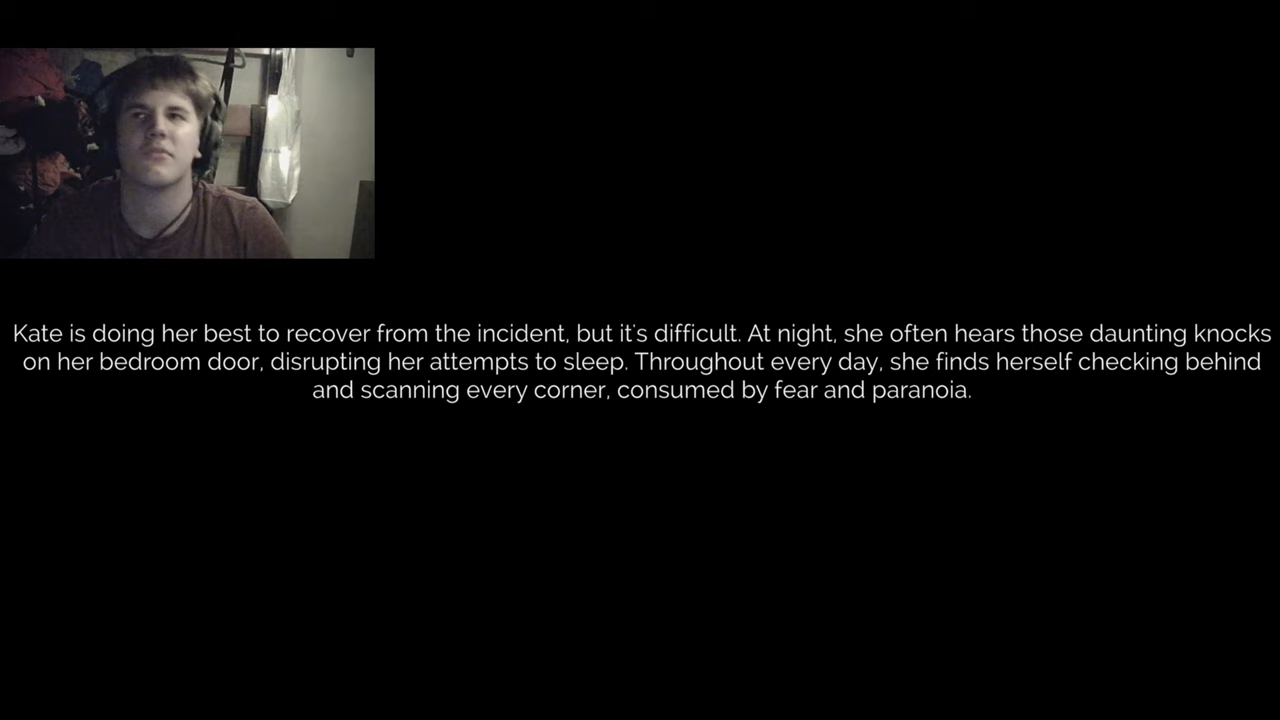 Kate is doing her best to recover from the incident, but it's difficult. At night, she often hears those daunting knocks
on her bedroom door, disrupting her attempts to sleep. Throughout every day, she finds herself checking behind
and scanning every corner, consumed by fear and paranoia.